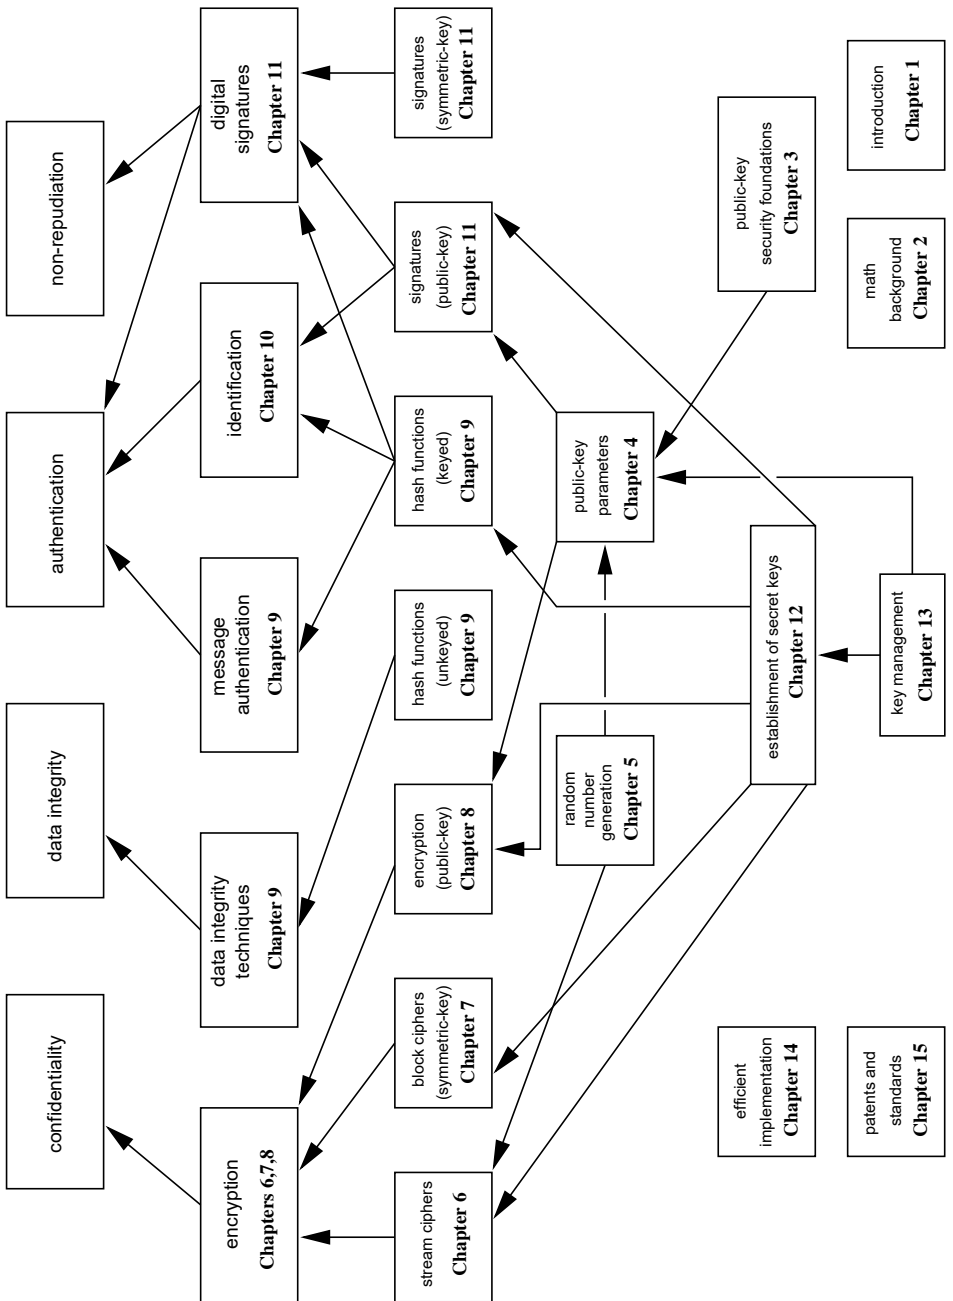 confidentiality
data integrity
authentication
non-repudiation
encryption
Chapters 6,7,8
data integrity
techniques
Chapter 9
message
authentication
Chapter 9
identification
Chapter 10
digital
signatures
Chapter 11
stream ciphers
Chapter 6
block ciphers
(symmetric-key)
Chapter 7
encryption
(public-key)
Chapter 8
hash functions
(unkeyed)
Chapter 9
hash functions
(keyed)
Chapter 9
signatures
(public-key)
Chapter 11
signatures
(symmetric-key)
Chapter 11
random
number
generation
Chapter 5
public-key
parameters
Chapter 4
efficient
implementation
Chapter 14
public-key
security foundations
Chapter 3
establishment of secret keys
Chapter 12
patents and
standards
Chapter 15
key management
Chapter 13
math
background
Chapter 2
introduction
Chapter 1